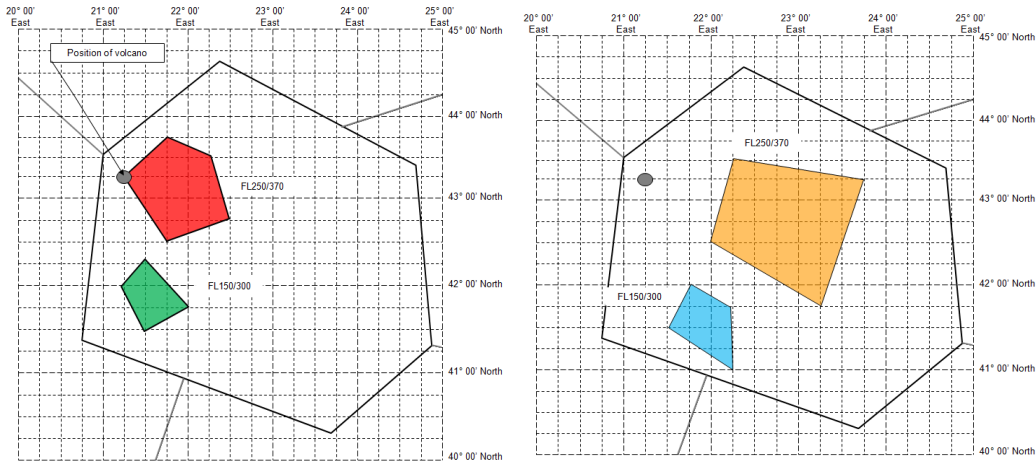 20° 00'
East
21° 00'
East
22° 00'
East
23° 00'
East
24° 00'
East
25° 00'
East
45° 00' North
Position of volcano
44° 00' North
FL250/370
43° 00' North
FL150/300
42° 00' North
41° 00' North
40° 00' North
20° 00'
East
21° 00'
East
22° 00'
East
23° 00'
East
24° 00'
East
25° 00'
East
45° 00' North
44° 00' North
FL250/370
43° 00' North
FL150/300
42° 00' North
41° 00' North
40° 00' North